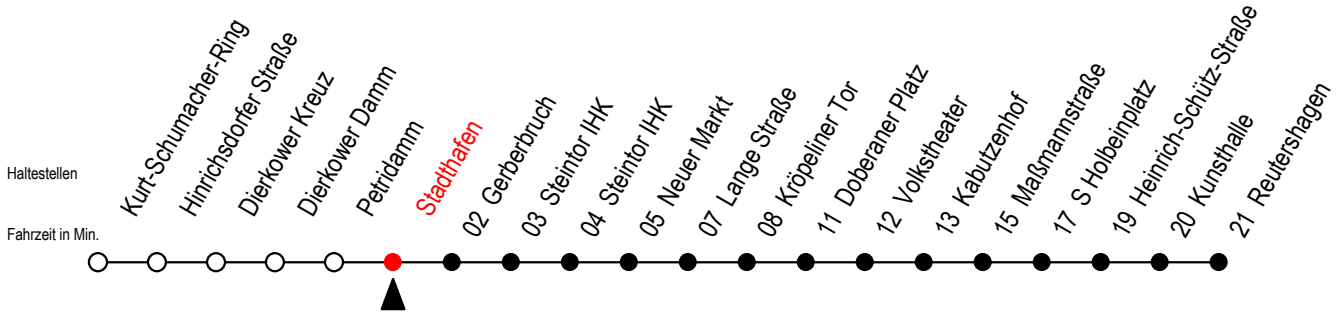 Haltestellen
Fahrzeit in Min.
Kurt-Schumacher-Ring
Hinrichsdorfer Straße
Dierkower Kreuz
Dierkower Damm
Petridamm
Stadthafen
02 Gerberbruch
03 Steintor IHK
04 Steintor IHK
05 Neuer Markt
07 Lange Straße
08 Kröpeliner Tor
11 Doberaner Platz
12 Volkstheater
13 Kabutzenhof
15 Maßmannstraße
17 S Holbeinplatz
19 Heinrich-Schütz-Straße
20 Kunsthalle
21 Reutershagen